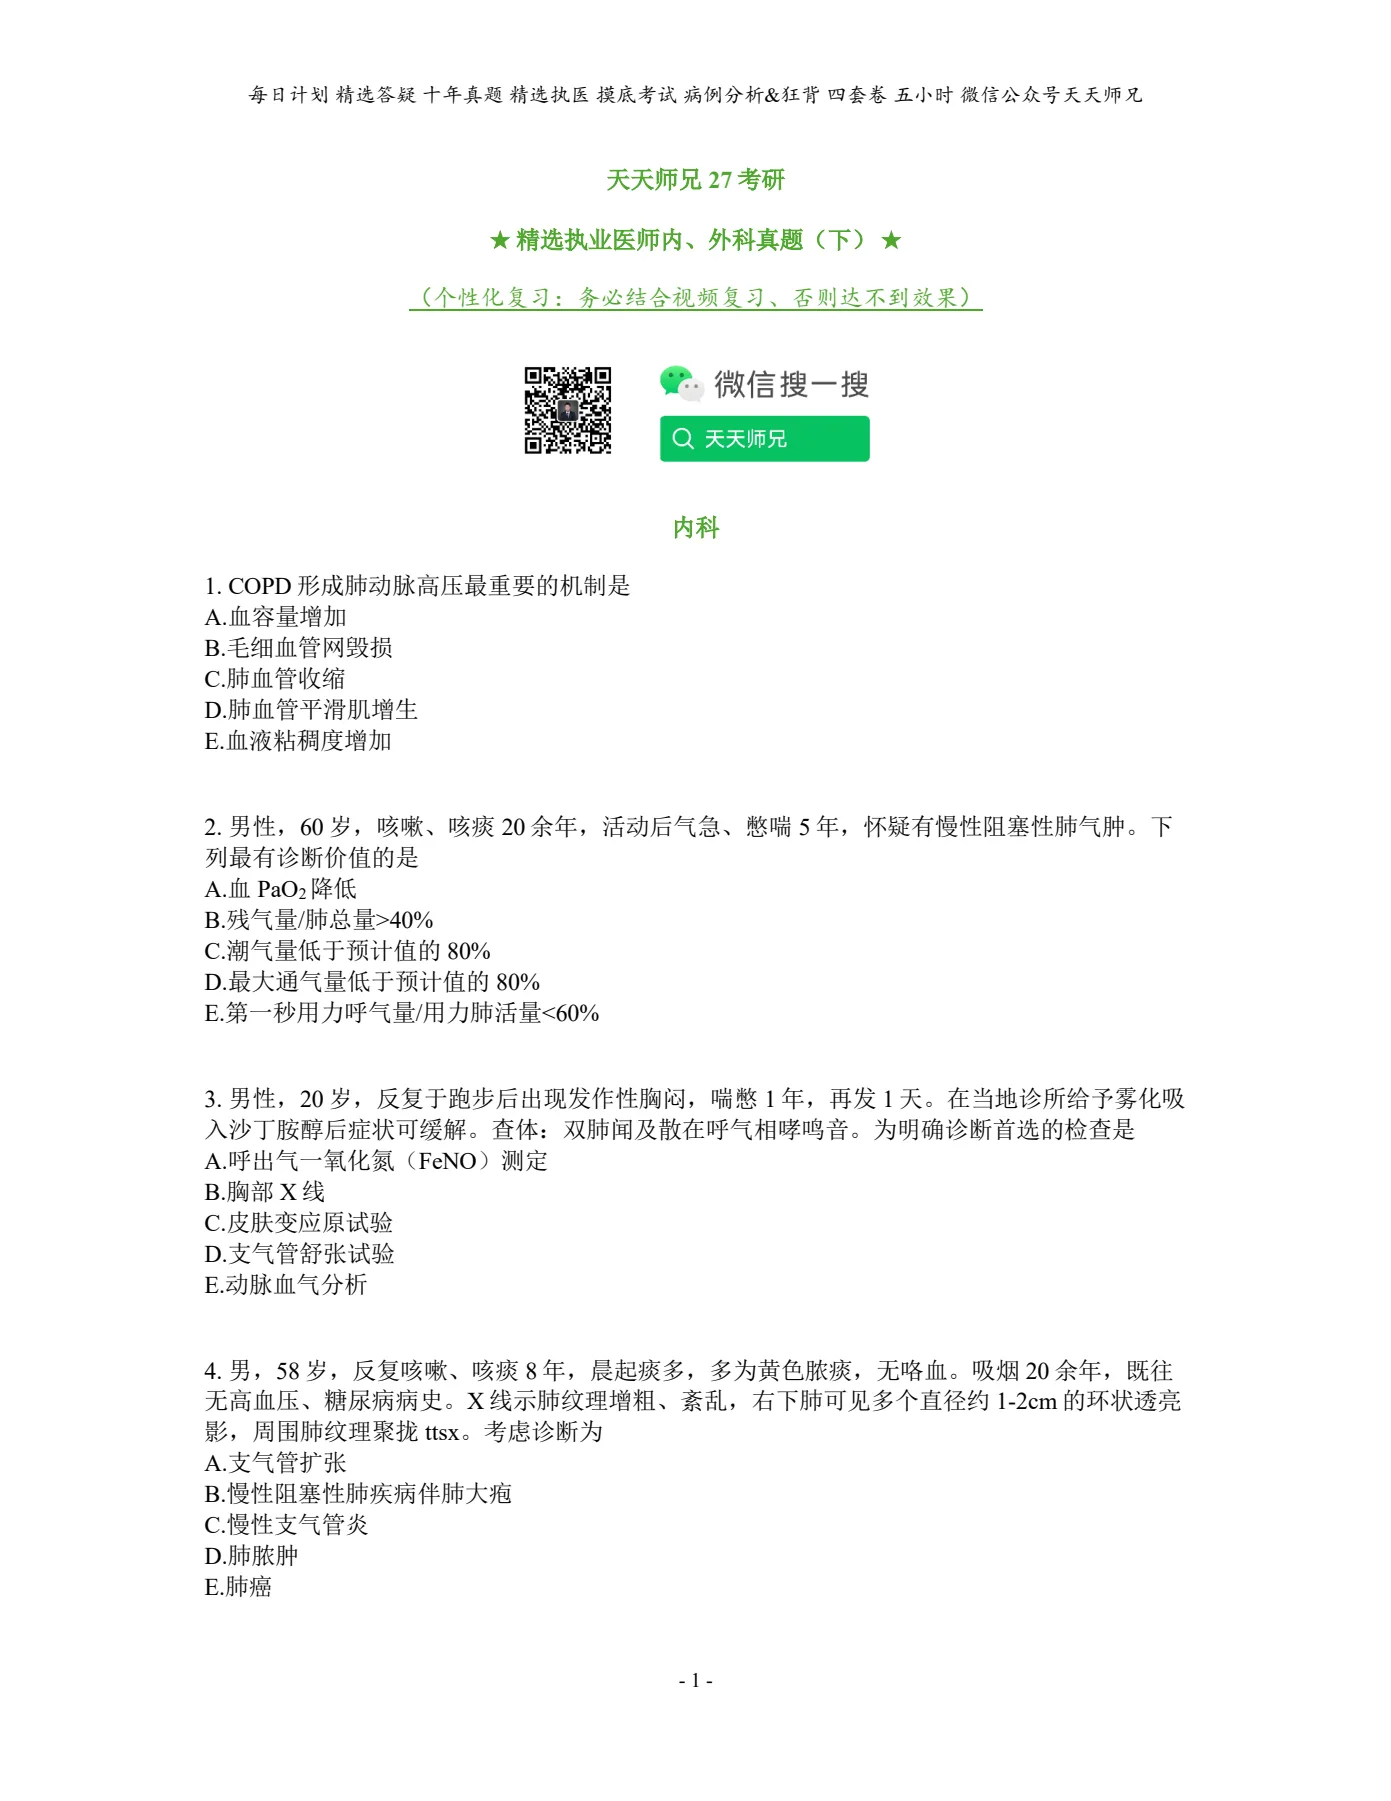 每日计划 精选答疑 十年真题 精选执医 摸底考试 病例分析&狂背 四套卷 五小时 微信公众号天天师兄
天天师兄 27 考研
★ 精选执业医师内、外科真题（下） ★
（个性化复习：务必结合视频复习、否则达不到效果）
微信搜一搜
天天师兄
内科
1. COPD 形成肺动脉高压最重要的机制是
A.血容量增加
B.毛细血管网毁损
C.肺血管收缩
D.肺血管平滑肌增生
E.血液粘稠度增加
2. 男性，60 岁，咳嗽、咳痰 20 余年，活动后气急、憋喘 5 年，怀疑有慢性阻塞性肺气肿。下
列最有诊断价值的是
A.血 PaO₂降低
B.残气量/肺总量>40%
C.潮气量低于预计值的 80%
D.最大通气量低于预计值的 80%
E.第一秒用力呼气量/用力肺活量<60%
3. 男性，20 岁，反复于跑步后出现发作性胸闷，喘憋 1 年，再发 1 天。在当地诊所给予雾化吸
入沙丁胺醇后症状可缓解。查体：双肺闻及散在呼气相哮鸣音。为明确诊断首选的检查是
A.呼出气一氧化氮（FeNO）测定
B.胸部 X 线
C.皮肤变应原试验
D.支气管舒张试验
E.动脉血气分析
4. 男，58 岁，反复咳嗽、咳痰 8 年，晨起痰多，多为黄色脓痰，无咯血。吸烟 20 余年，既往
无高血压、糖尿病病史。X 线示肺纹理增粗、紊乱，右下肺可见多个直径约 1-2cm 的环状透亮
影，周围肺纹理聚拢 ttsx。考虑诊断为
A.支气管扩张
B.慢性阻塞性肺疾病伴肺大疱
C.慢性支气管炎
D.肺脓肿
E.肺癌
- 1 -